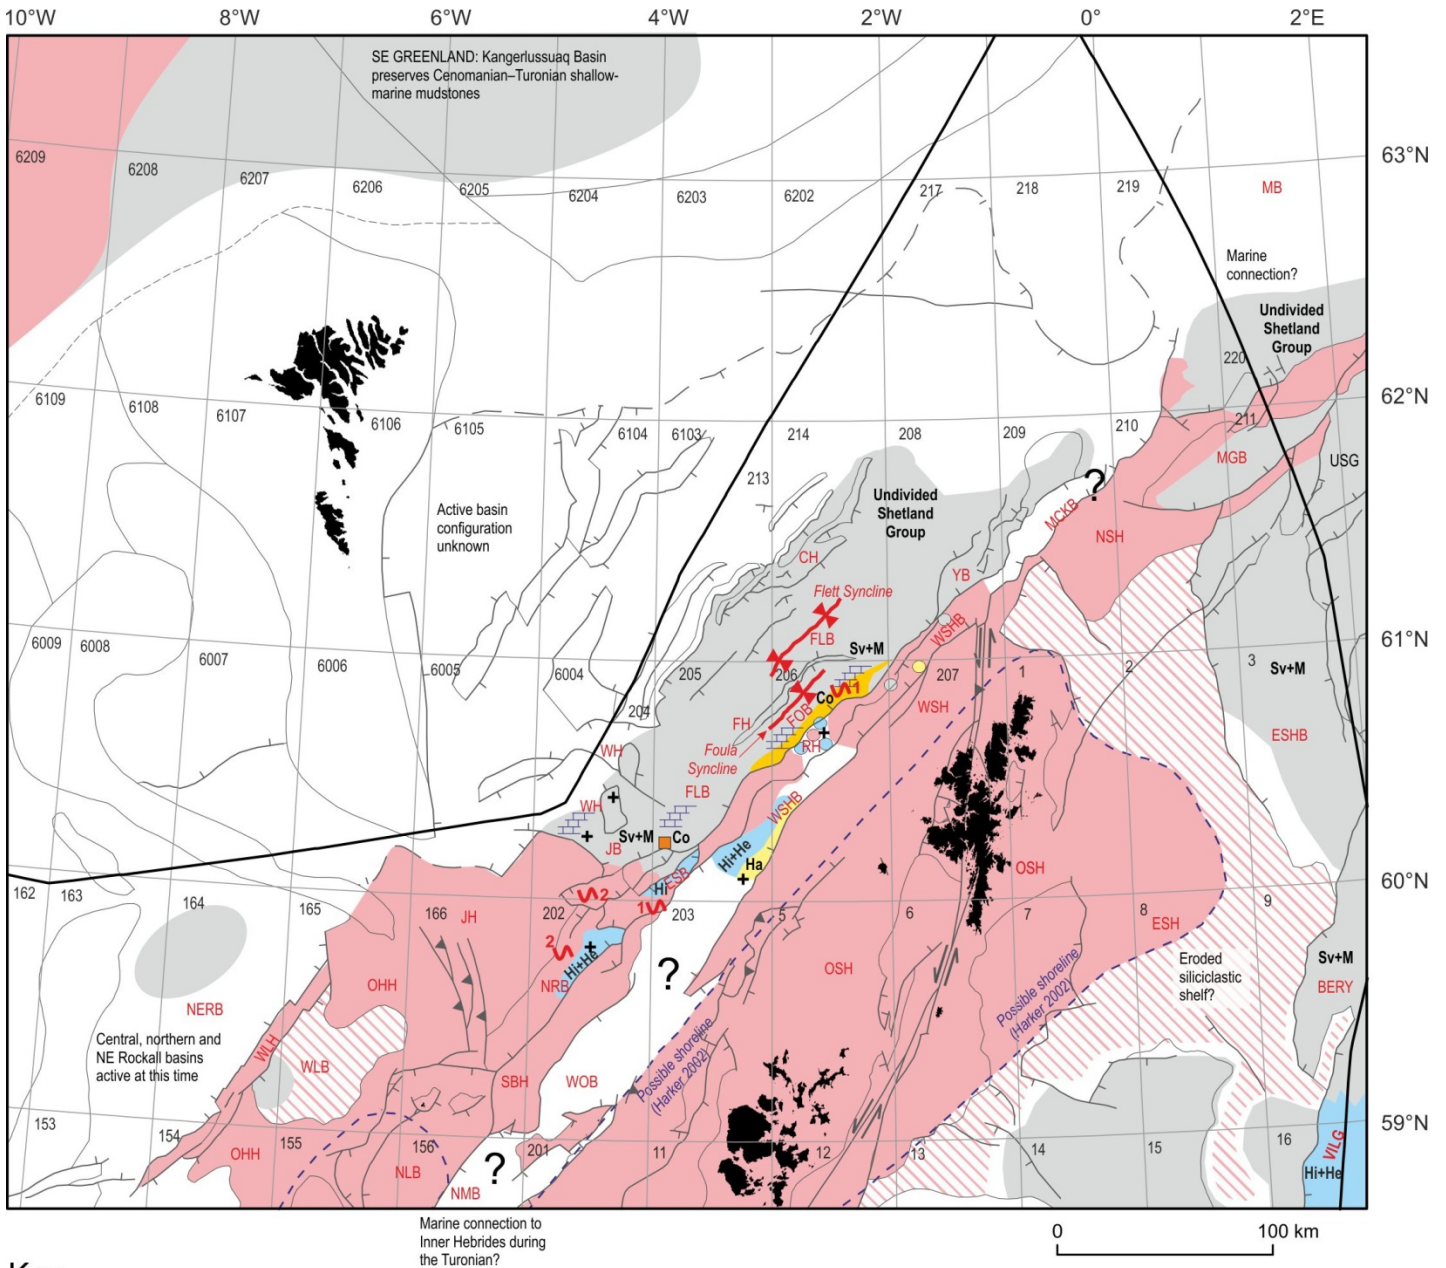 10°W 8°W 6°W 4°W 2°W 0° 2°E
SE GREENLAND: Kangerlussuaq Basin
preserves Cenomanian–Turonian shallow-
marine mudstones
63°N
6209
6208
6207
6206
6205
6204
6203
6202
217
218
219
MB
Marine
connection?
Undivided
Shetland
Group
220
62°N
6109
6108
6107
6106
6105
6104
6103
214
208
209
210
211
MGB
USG
213
Active basin
configuration
unknown
Undivided
Shetland
Group
?
MCKB
NSH
CH
YB
Flett Syncline
FLB
WSHB
61°N
6009
6008
6007
6006
6005
6004
205
206
Sv+M
207
1
2
3
Sv+M
204
Co
1
FOB
FH
WSH
WH
Foula
Syncline
RH
ESHB
FLB
WH
WSHB
Sv+M
Co
JB
Hi+He
Ha
OSH
60°N
162
163
164
165
166
JH
202
2
Hi
ESB
1
203
5
6
7
8
9
ESH
2
Hi+He
?
OSH
Eroded
siliciclastic
shelf?
Sv+M
BERY
OHH
NRB
NERB
Possible shoreline
(Harker 2002)
Possible shoreline
(Harker 2002)
Central, northern and
NE Rockall basins
active at this time
WLH
WLB
SBH
WOB
59°N
153
154
155
156
201
11
12
13
14
15
16
VILG
OHH
NLB
?
NMB
Hi+He
Marine connection to
Inner Hebrides during
the Turonian?
0 100 km